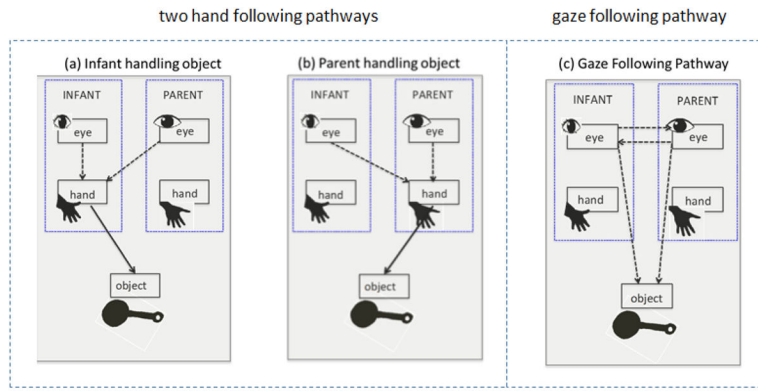 two hand following pathways
gaze following pathway
(a) Infant handling object
INFANT
PARENT
eye
eye
hand
hand
object
(b) Parent handling object
INFANT
PARENT
eye
eye
hand
hand
object
(c) Gaze Following Pathway
INFANT
PARENT
eye
eye
hand
hand
object